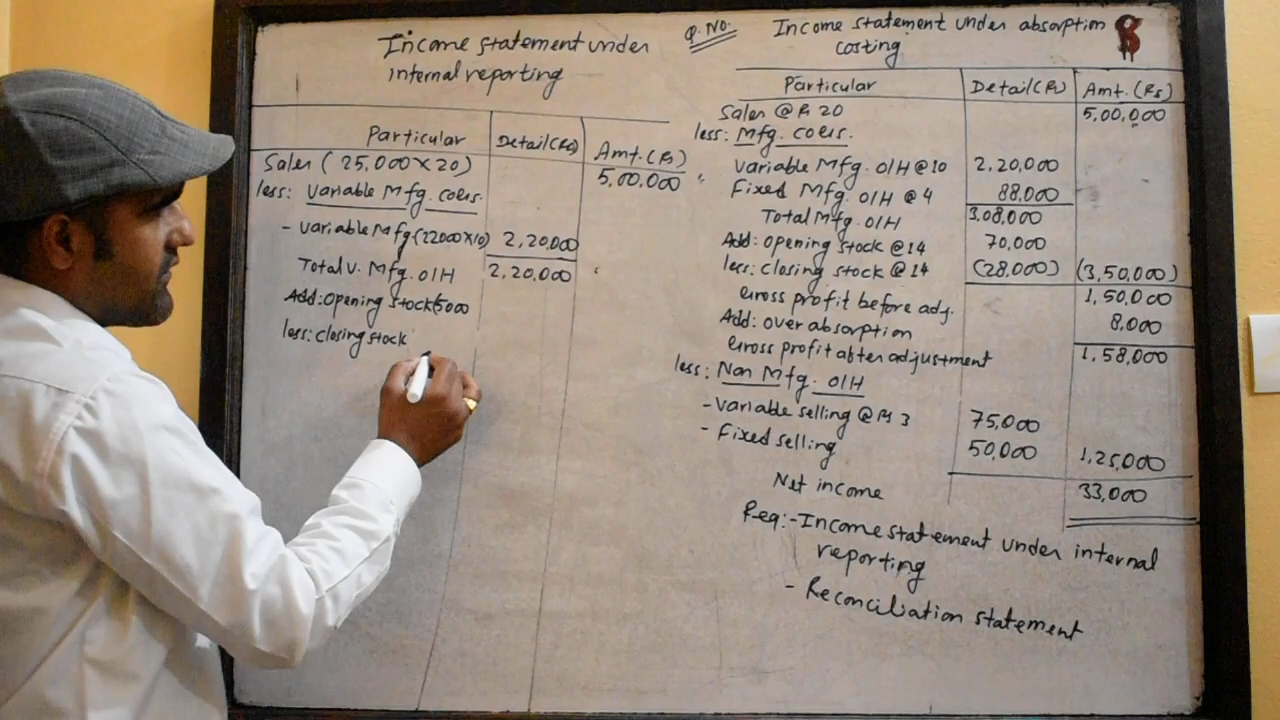 Income statement under
internal reporting
Particular Detail(Rs) Amt.(Rs)
Sales (25,000×20) 5,00,000
less: Variable Mfg. costs.
- variable Mfg(22000×10) 2,20,000
Total v. Mfg. O/H 2,20,000
Add: Opening Stock(5000
less: closing stock
Q.NO. Income statement under absorption
costing
Particular Detail(Rs) Amt.(Rs)
Sales @ Rs 20 5,00,000
less: Mfg. costs.
variable Mfg. O/H @10 2,20,000
Fixed Mfg. O/H @ 4 88,000
Total Mfg. O/H 3,08,000
Add: Opening stock @14 70,000
less: closing stock @ 14 (28,000) (3,50,000)
Gross profit before adj. 1,50,000
Add: over absorption 8,000
Gross profit after adjustment 1,58,000
less: Non Mfg. O/H
- Variable selling @ Rs 3 75,000
- Fixed selling 50,000 1,25,000
Net income 33,000
Req:- Income statement under internal
reporting
- Reconciliation statement